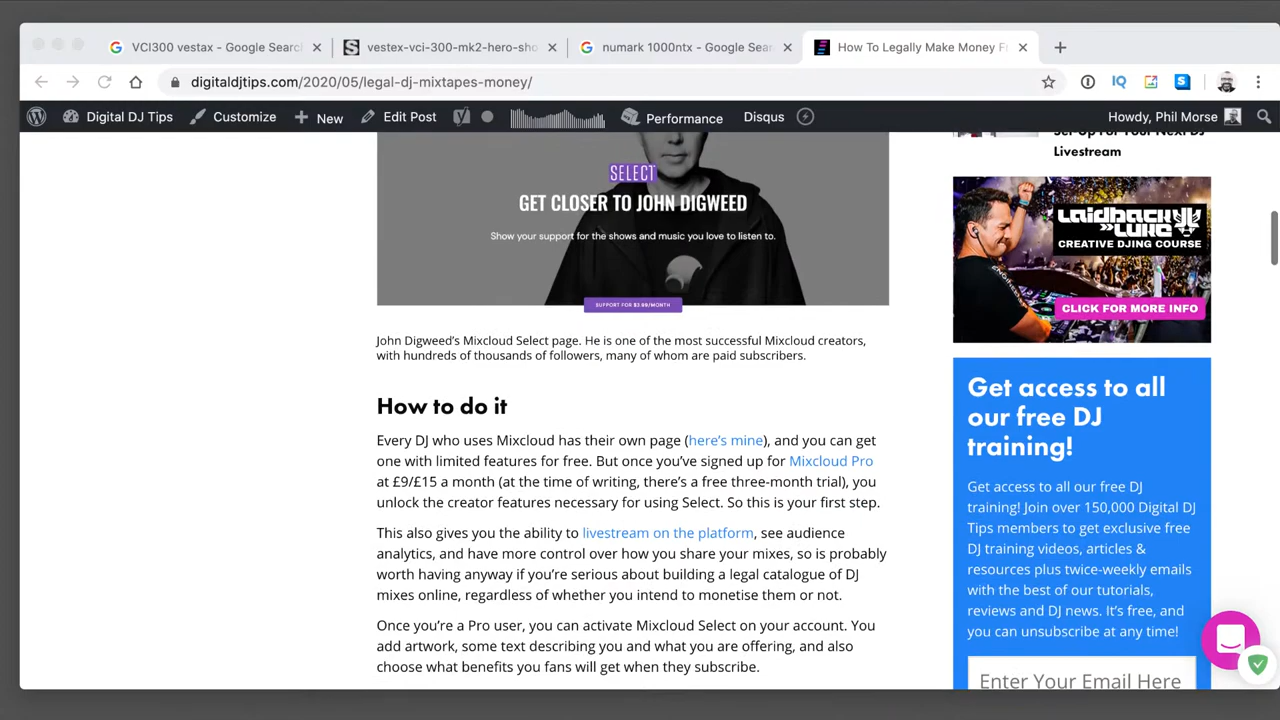 VCI300 vestax - Google Search
vestex-vci-300-mk2-hero-sho
numark 1000ntx - Google Sear
How To Legally Make Money F
digitaldjtips.com/2020/05/legal-dj-mixtapes-money/
Digital DJ Tips
Customize
New
Edit Post
Performance
Disqus
Howdy, Phil Morse
SELECT
GET CLOSER TO JOHN DIGWEED
Show your support for the shows and music you love to listen to.
SUPPORT FOR $3.99/MONTH
John Digweed's Mixcloud Select page. He is one of the most successful Mixcloud creators,
with hundreds of thousands of followers, many of whom are paid subscribers.
How to do it
Every DJ who uses Mixcloud has their own page (here's mine), and you can get
one with limited features for free. But once you've signed up for Mixcloud Pro
at £9/£15 a month (at the time of writing, there's a free three-month trial), you
unlock the creator features necessary for using Select. So this is your first step.
This also gives you the ability to livestream on the platform, see audience
analytics, and have more control over how you share your mixes, so is probably
worth having anyway if you're serious about building a legal catalogue of DJ
mixes online, regardless of whether you intend to monetise them or not.
Once you're a Pro user, you can activate Mixcloud Select on your account. You
add artwork, some text describing you and what you are offering, and also
choose what benefits you fans will get when they subscribe.
Set Up For Your Next DJ
Livestream
LAIDBACK
LUKE
CREATIVE DJING COURSE
CLICK FOR MORE INFO
Get access to all
our free DJ
training!
Get access to all our free DJ
training! Join over 150,000 Digital DJ
Tips members to get exclusive free
DJ training videos, articles &
resources plus twice-weekly emails
with the best of our tutorials,
reviews and DJ news. It's free, and
you can unsubscribe at any time!
Enter Your Email Here